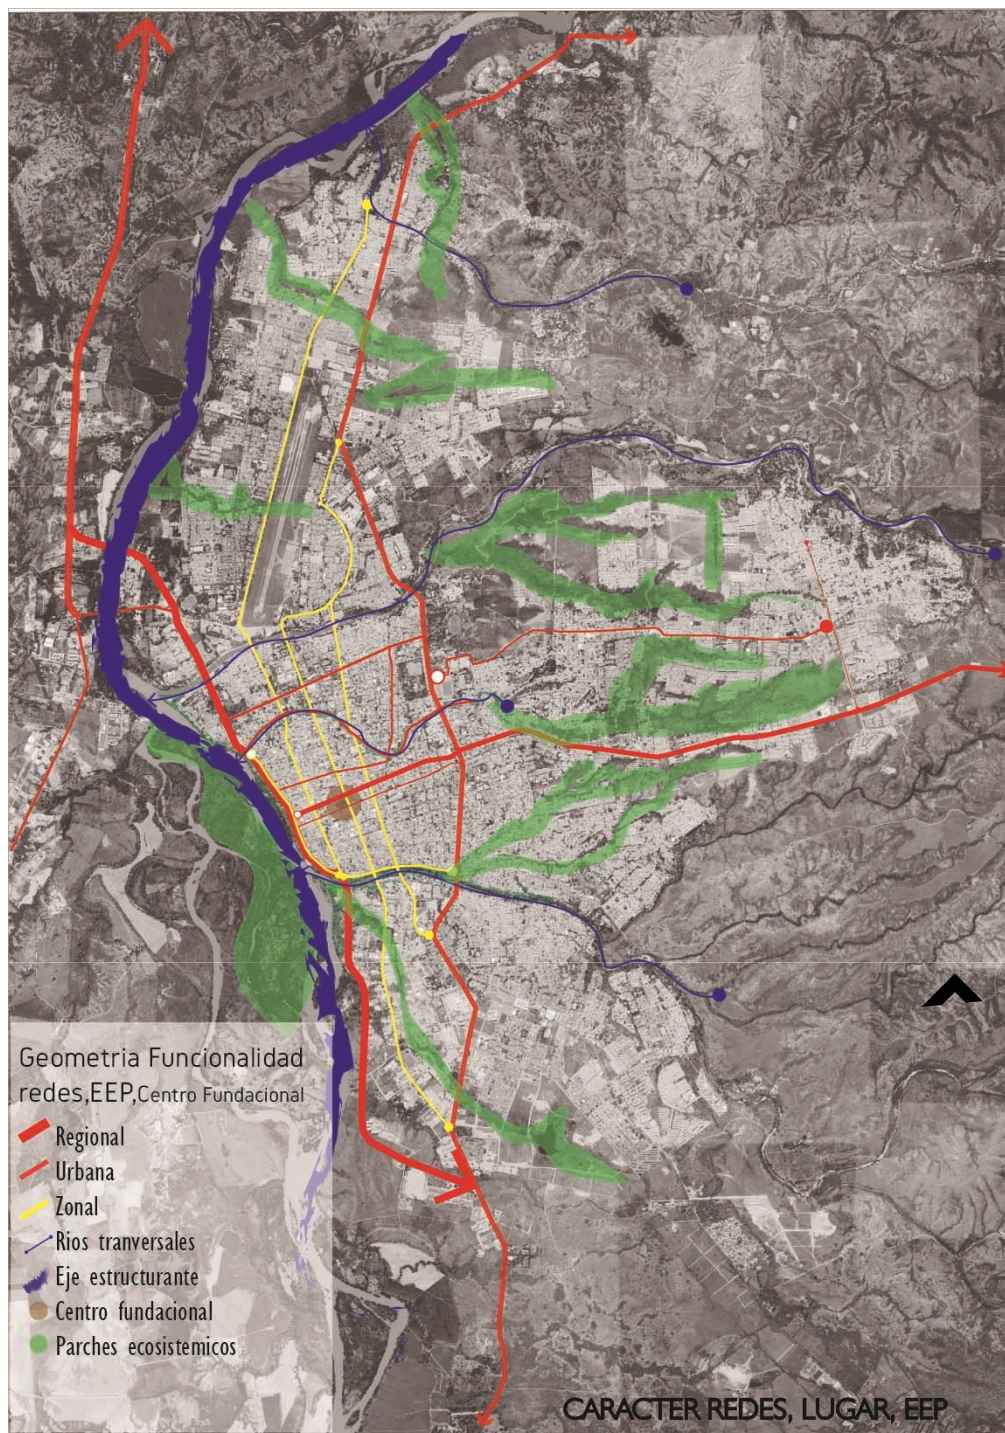 Geometria Funcionalidad
redes,EEP,Centro Fundacional
Regional
Urbana
Zonal
Rios tranversales
Eje estructurante
Centro fundacional
Parches ecosistemicos
CARACTER REDES, LUGAR, EEP